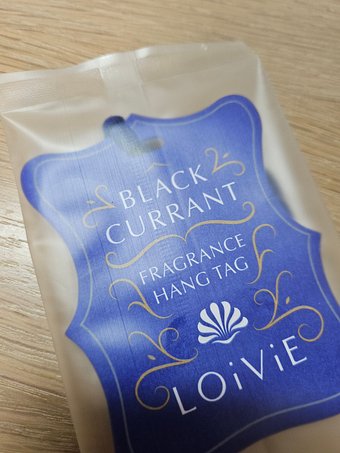 BLACK
CURRANT
FRAGRANCE
HANG TAG
LOiViE